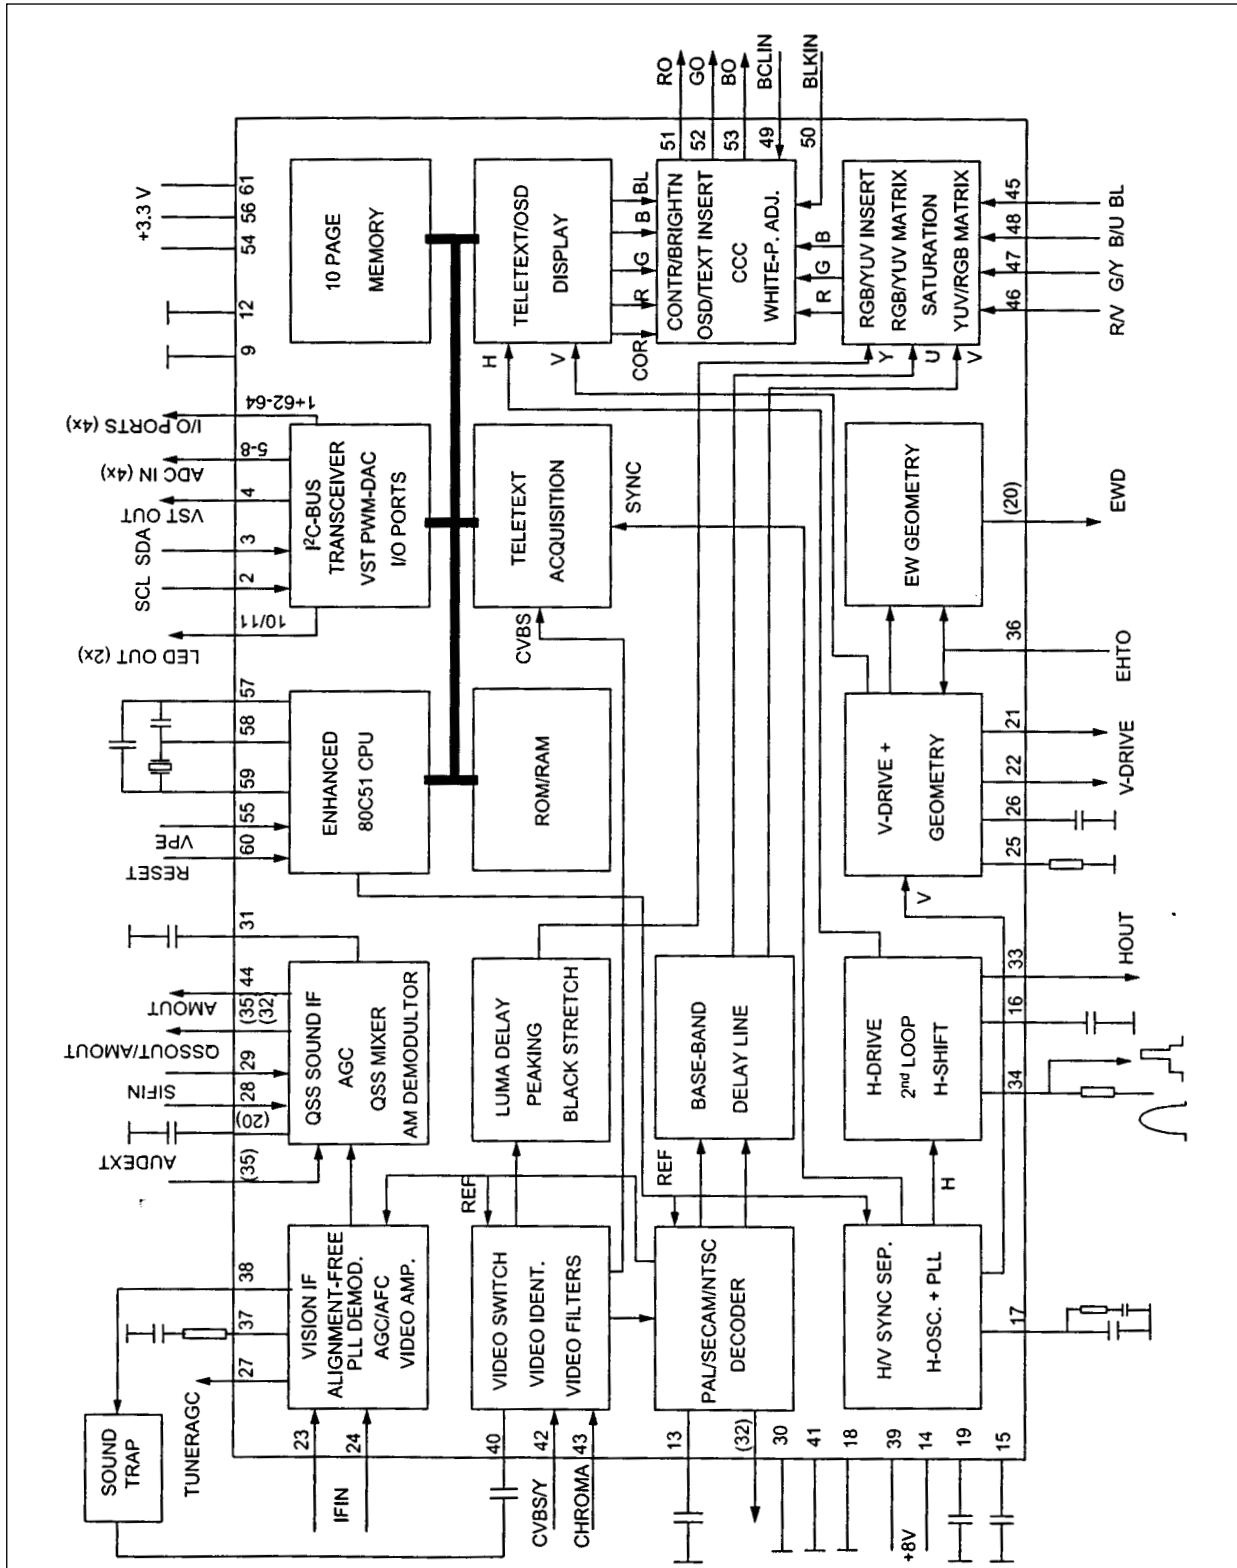 RO
GO
BO
BCLIN
BLKIN
51
52
53
49
50
+3.3 V
61
56
54
12
9
10 PAGE
MEMORY
TELETEXT/OSD
DISPLAY
H
V
COR
R
G
B
BL
CONTR/BRIGHTN
OSD/TEXT INSERT
CCC
WHITE-P. ADJ.
R
G
B
RGB/YUV INSERT
RGB/YUV MATRIX
SATURATION
YUV/RGB MATRIX
Y
U
V
45
48
47
46
BL
B/U
G/Y
R/V
I/O PORTS (4x)
1+62-64
ADC IN (4x)
5-8
VST OUT
4
SDA
3
SCL
2
LED OUT (2x)
10/11
I²C-BUS
TRANSCEIVER
VST PWM-DAC
I/O PORTS
TELETEXT
ACQUISITION
SYNC
CVBS
EW GEOMETRY
(20)
EWD
36
EHTO
57
58
59
55
60
VPE
RESET
ENHANCED
80C51 CPU
ROM/RAM
V-DRIVE +
GEOMETRY
V
21
22
26
25
V-DRIVE
31
44
AMOUT
(35)
(32)
QSSOUT/AMOUT
29
28
SIFIN
(20)
AUDEXT
(35)
QSS SOUND IF
AGC
QSS MIXER
AM DEMODULTOR
LUMA DELAY
PEAKING
BLACK STRETCH
BASE-BAND
DELAY LINE
H-DRIVE
2nd LOOP
H-SHIFT
33
16
34
HOUT
H
REF
REF
38
37
27
TUNERAGC
SOUND
TRAP
VISION IF
ALIGNMENT-FREE
PLL DEMOD.
AGC/AFC
VIDEO AMP.
VIDEO SWITCH
VIDEO IDENT.
VIDEO FILTERS
PAL/SECAM/NTSC
DECODER
H/V SYNC SEP.
H-OSC. + PLL
17
23
24
IFIN
40
42
43
CVBS/Y
CHROMA
13
(32)
30
41
18
39
14
19
15
+8V